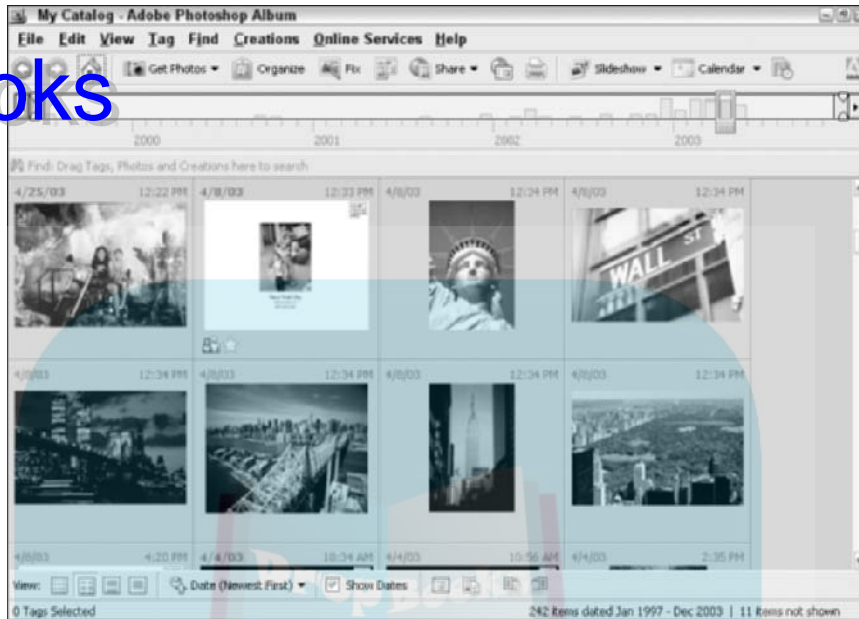 My Catalog - Adobe Photoshop Album
File Edit View Tag Find Creations Online Services Help
oks
Get Photos Organize Fix Share Slideshow Calendar
2000 2001 2002 2003
Find: Drag Tags, Photos and Creations here to search
4/25/03 12:22 PM 4/8/03 12:33 PM 4/8/03 12:34 PM 4/8/03 12:34 PM
WALL ST
4/8/03 12:34 PM 4/8/03 12:34 PM 4/8/03 12:34 PM 4/8/03 12:34 PM
4/8/03 4:20 PM 4/4/03 10:34 AM 4/4/03 10:56 AM 4/4/03 2:35 PM
View: Date (Newest First) Show Dates
0 Tags Selected 242 items dated Jan 1997 - Dec 2003 | 11 items not shown